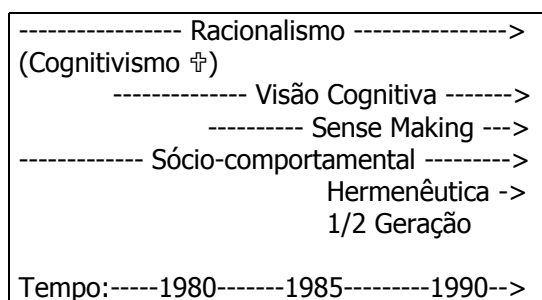 ----------------- Racionalismo ---------------->
(Cognitivismo ✞)
-------------- Visão Cognitiva ------->
---------- Sense Making --->
------------- Sócio-comportamental --------->
Hermenêutica ->
1/2 Geração
Tempo:-----1980-------1985---------1990-->